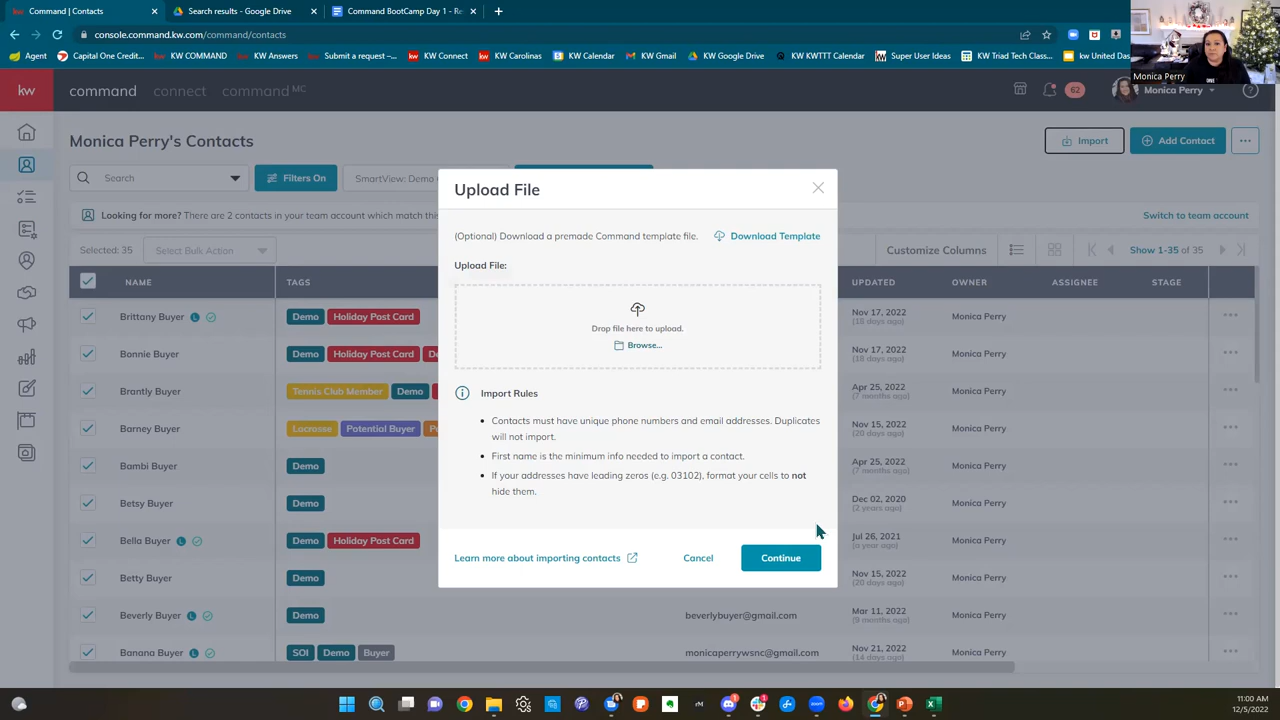 Command | Contacts
Search results - Google Drive
Command BootCamp Day 1 - Re
console.command.kw.com/command/contacts
Agent
Capital One Credit...
KW COMMAND
KW Answers
Submit a request –...
KW Connect
KW Carolinas
KW Calendar
KW Gmail
KW Google Drive
KW KWTTT Calendar
Super User Ideas
KW Triad Tech Class...
kw United Das
Monica Perry
kw
command
connect
command MC
62
Monica Perry
Monica Perry's Contacts
Import
Add Contact
Search
Filters On
SmartView: Demo
Looking for more? There are 2 contacts in your team account which match this
Switch to team account
Selected: 35
Select Bulk Action
Customize Columns
Show 1-35 of 35
NAME
TAGS
UPDATED
OWNER
ASSIGNEE
STAGE
Brittany Buyer
Demo
Holiday Post Card
Nov 17, 2022
(18 days ago)
Monica Perry
Bonnie Buyer
Demo
Holiday Post Card
Nov 17, 2022
(18 days ago)
Monica Perry
Brantly Buyer
Tennis Club Member
Demo
Apr 25, 2022
(7 months ago)
Monica Perry
Barney Buyer
Lacrosse
Potential Buyer
Nov 15, 2022
(20 days ago)
Monica Perry
Bambi Buyer
Demo
Apr 25, 2022
(7 months ago)
Monica Perry
Betsy Buyer
Demo
Dec 02, 2020
(2 years ago)
Monica Perry
Bella Buyer
Demo
Holiday Post Card
Jul 26, 2021
(a year ago)
Monica Perry
Betty Buyer
Demo
Nov 15, 2022
(20 days ago)
Monica Perry
Beverly Buyer
Demo
beverlybuyer@gmail.com
Mar 11, 2022
(9 months ago)
Monica Perry
Banana Buyer
SOI
Demo
Buyer
monicaperrywsnc@gmail.com
Nov 21, 2022
(14 days ago)
Monica Perry
Upload File
(Optional) Download a premade Command template file.
Download Template
Upload File:
Drop file here to upload.
Browse...
Import Rules
Contacts must have unique phone numbers and email addresses. Duplicates
will not import.
First name is the minimum info needed to import a contact.
If your addresses have leading zeros (e.g. 03102), format your cells to not
hide them.
Learn more about importing contacts
Cancel
Continue
11:00 AM
12/5/2022